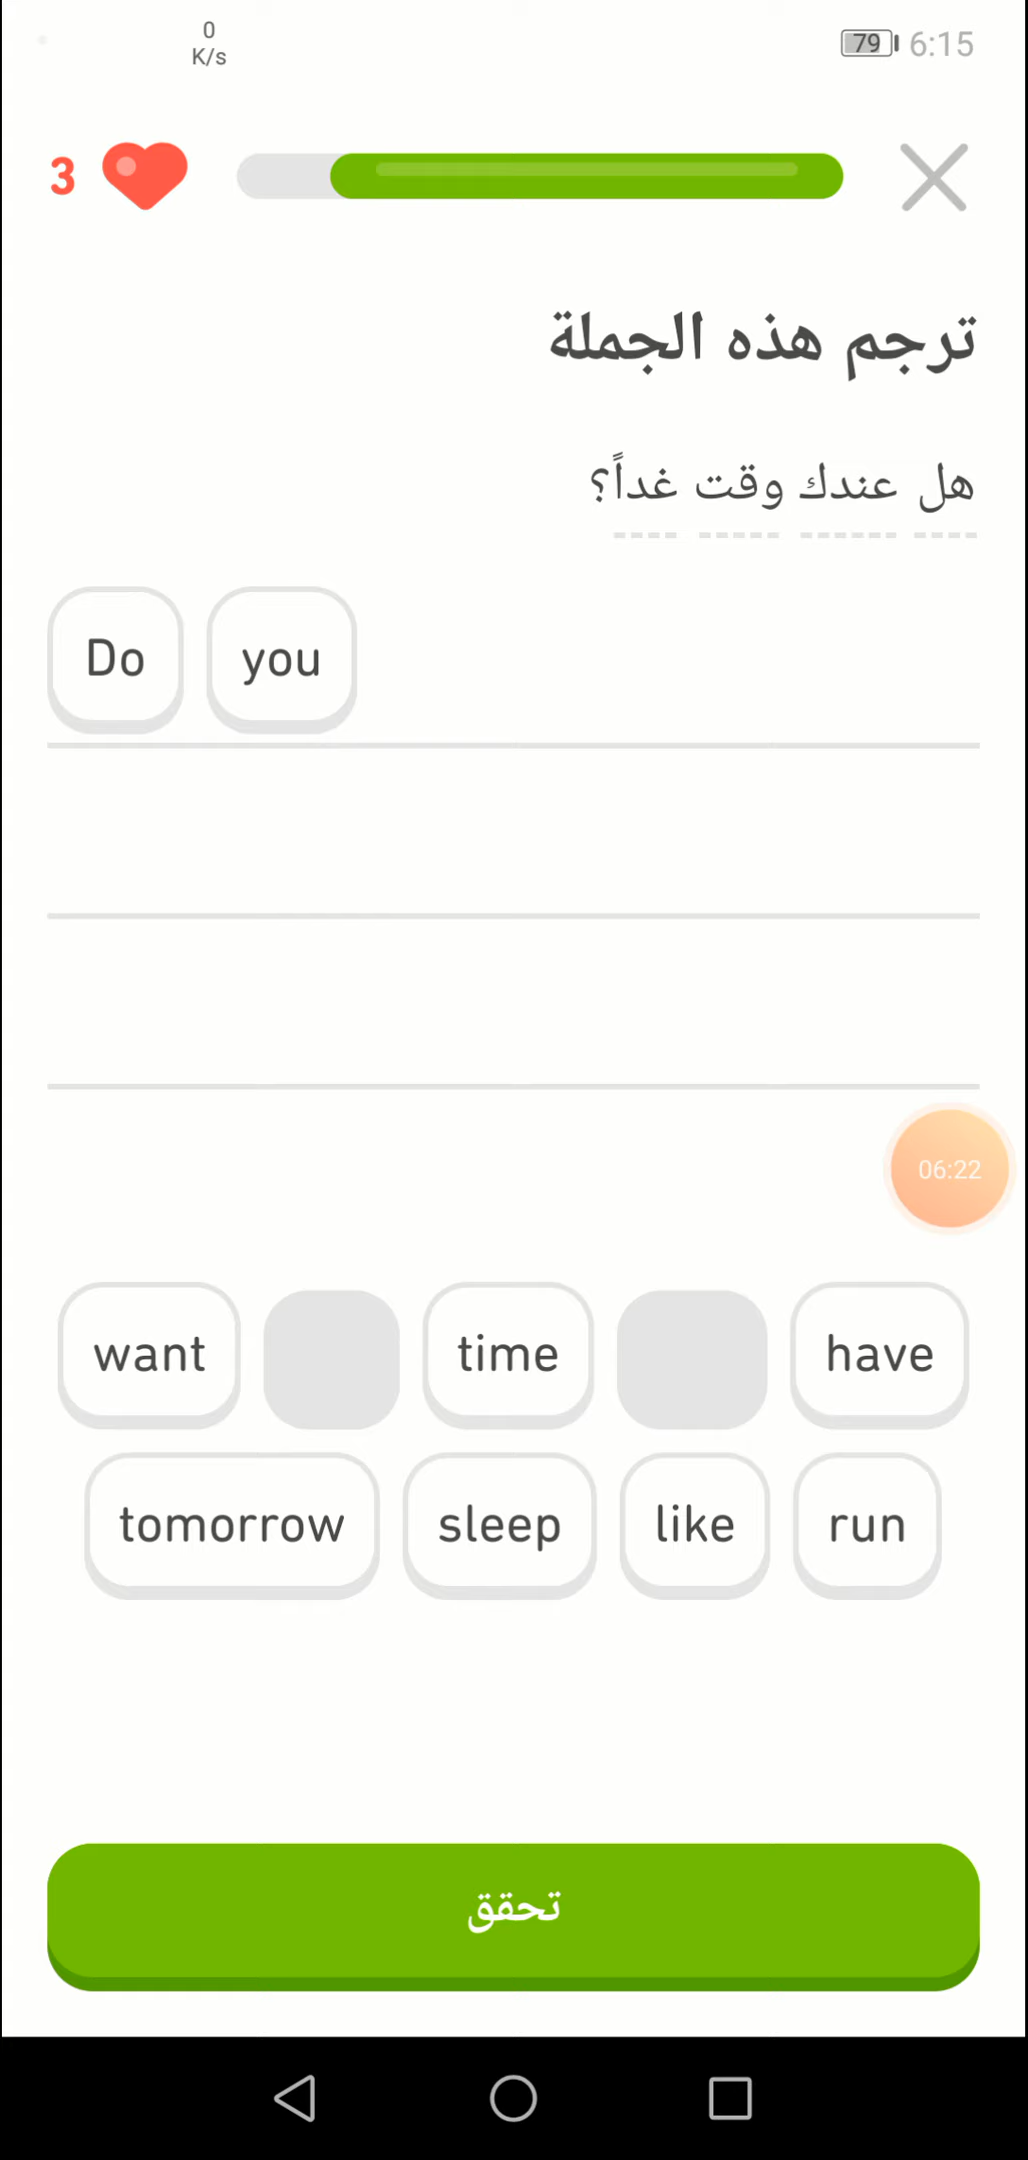 0
K/s
79 6:15
3
ترجم هذه الجملة
هل عندك وقت غداً؟
Do you
06:22
want time have
tomorrow sleep like run
تحقق